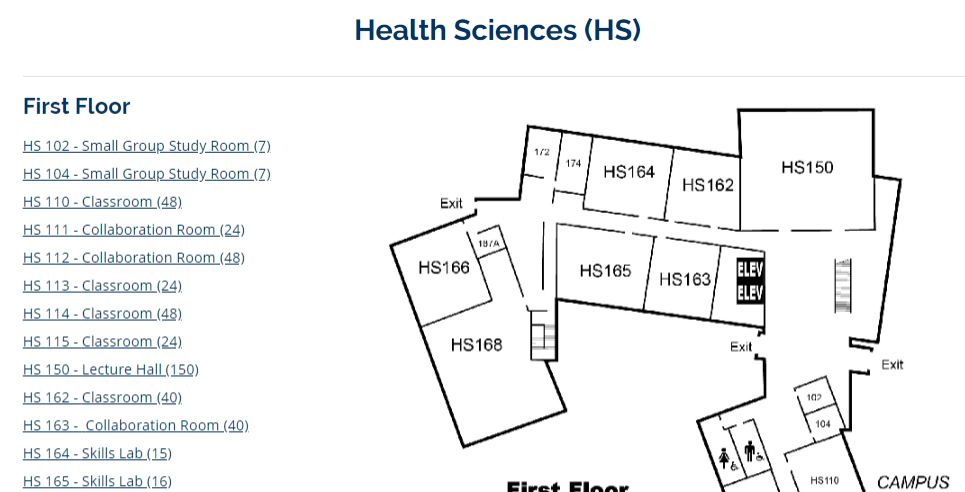 Health Sciences (HS)
First Floor
HS 102 - Small Group Study Room (7)
HS 104 - Small Group Study Room (7)
HS 110 - Classroom (48)
HS 111 - Collaboration Room (24)
HS 112 - Collaboration Room (48)
HS 113 - Classroom (24)
HS 114 - Classroom (48)
HS 115 - Classroom (24)
HS 150 - Lecture Hall (150)
HS 162 - Classroom (40)
HS 163 -  Collaboration Room (40)
HS 164 - Skills Lab (15)
HS 165 - Skills Lab (16)
172
174
HS164
HS162
HS150
Exit
167A
HS166
HS165
HS163
ELEV
ELEV
HS168
Exit
Exit
102
104
HS110
CAMPUS
First Floor